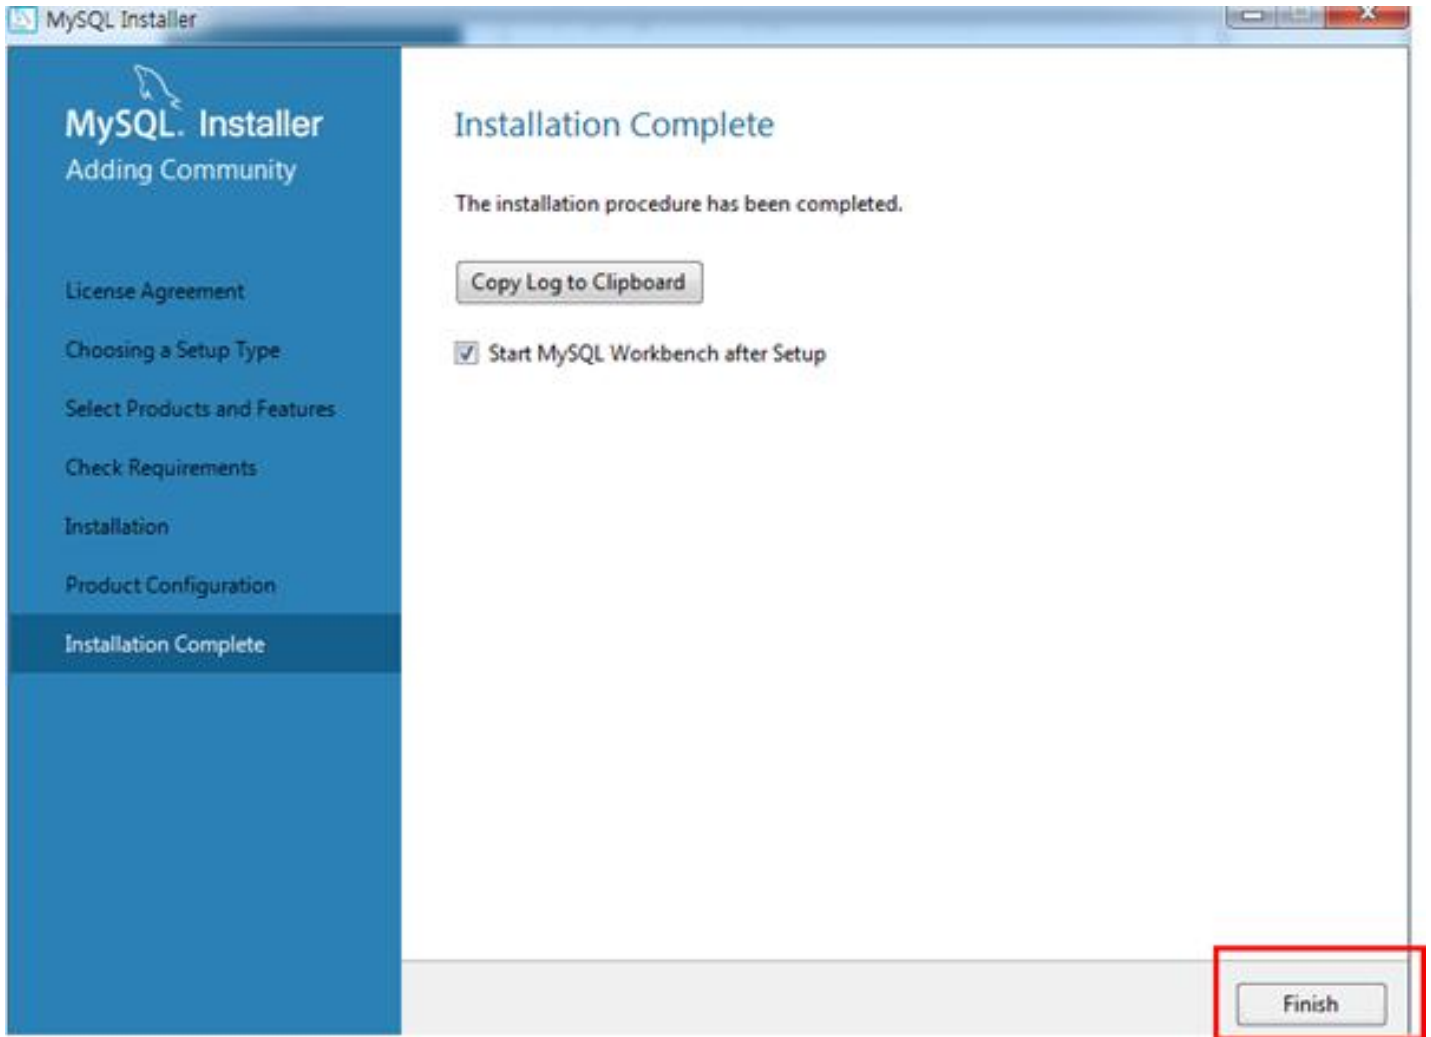 MySQL Installer
MySQL. Installer
Adding Community
License Agreement
Choosing a Setup Type
Select Products and Features
Check Requirements
Installation
Product Configuration
Installation Complete
Installation Complete
The installation procedure has been completed.
Copy Log to Clipboard
Start MySQL Workbench after Setup
Finish